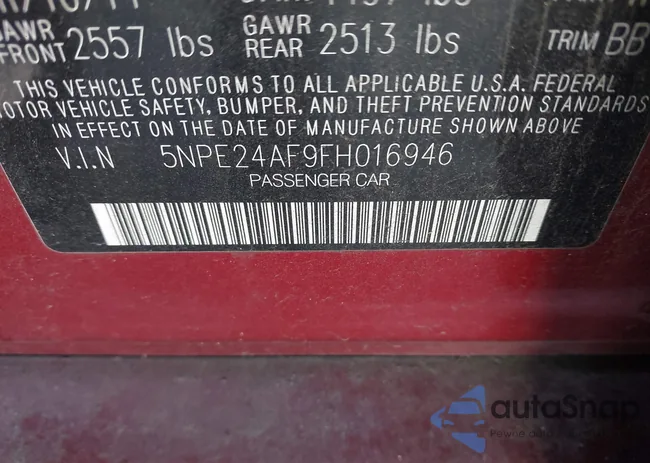 GAWR FRONT 2557 lbs GAWR REAR 2513 lbs TRIM BB
THIS VEHICLE CONFORMS TO ALL APPLICABLE U.S.A. FEDERAL
MOTOR VEHICLE SAFETY, BUMPER, AND THEFT PREVENTION STANDARDS
IN EFFECT ON THE DATE OF MANUFACTURE SHOWN ABOVE
V.I.N 5NPE24AF9FH016946
PASSENGER CAR
autoSnap